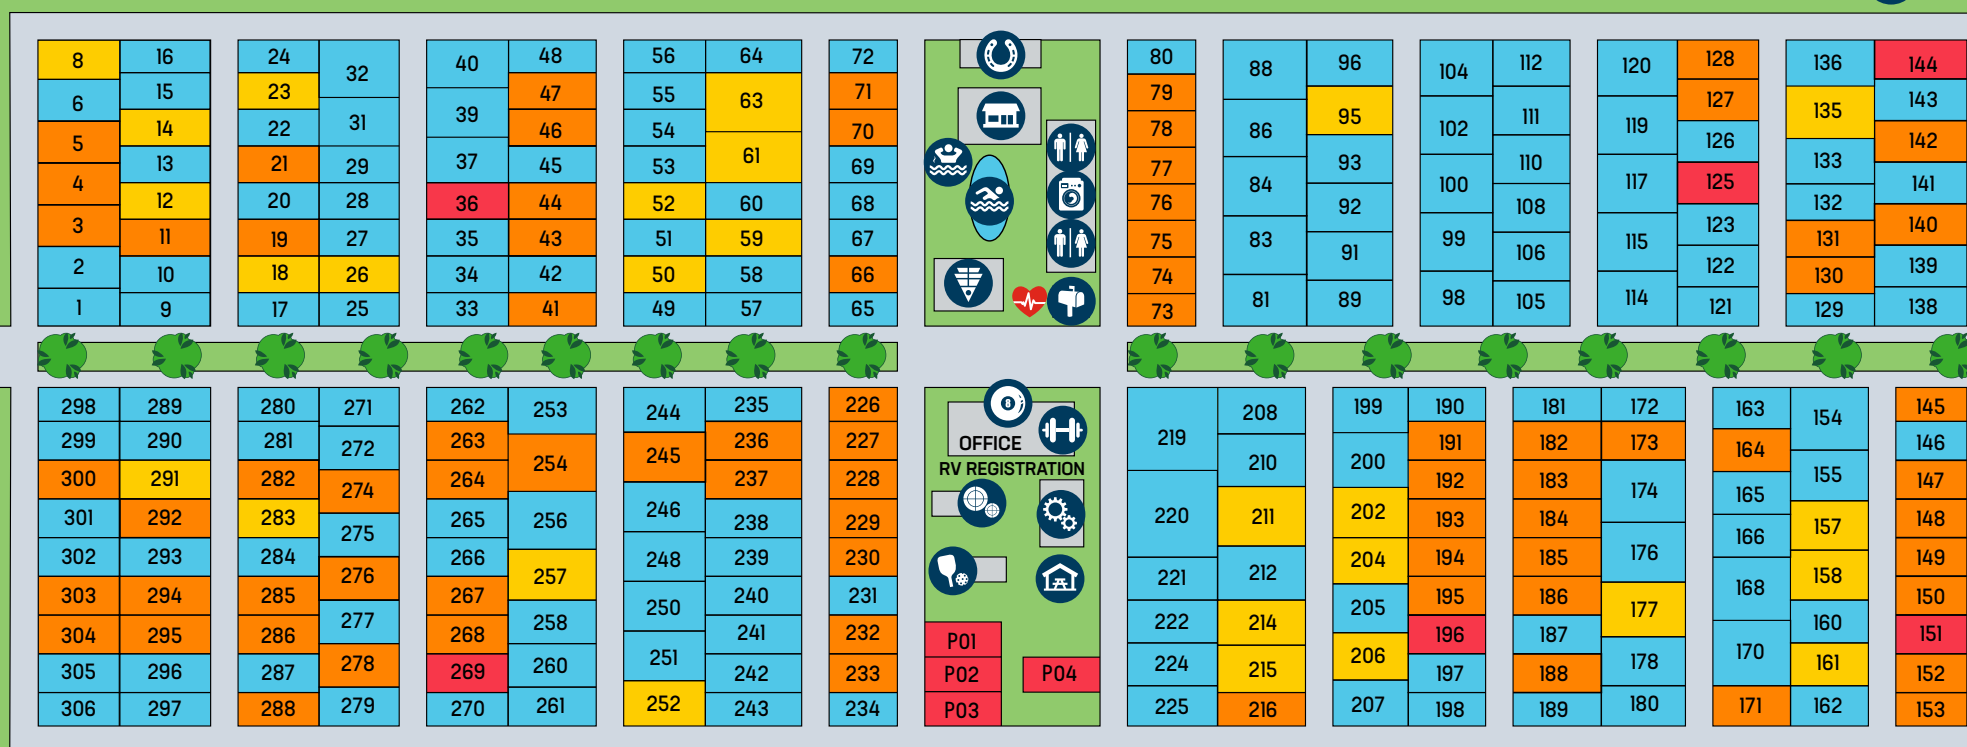 8 16 24 32 40 48 56 64 72 80 88 96 104 112 120 128 136 144
6 15 23 31 39 47 55 63 71 79 86 95 102 111 119 127 135 143
5 14 22 29 37 46 54 61 70 78 84 93 100 110 117 126 133 142
4 13 21 28 36 45 53 60 69 77 83 92 99 108 115 125 132 141
3 12 20 27 35 44 52 59 68 76 81 91 98 106 114 123 131 140
2 11 19 26 34 43 51 58 67 75 89 105 122 130 139
1 10 18 25 33 42 50 57 66 74 121 129 138
9 17 41 49 65 73
298 289 280 271 262 253 244 235 226 8 219 208 199 190 181 172 163 154 145
299 290 281 272 263 254 245 236 227 OFFICE 220 210 200 191 182 173 164 155 146
RV REGISTRATION
300 291 282 274 264 256 246 237 228 221 211 202 192 183 174 165 157 147
301 292 283 275 265 257 248 238 229 222 212 204 193 184 176 166 158 148
302 293 284 276 266 258 250 239 230 224 214 205 194 185 177 168 160 149
303 294 285 277 267 260 251 240 231 225 215 206 195 186 178 170 161 150
304 295 286 278 268 261 252 241 232 P01 216 207 196 187 180 171 162 151
305 296 287 279 269 242 233 P02 P04 197 188 152
306 297 288 270 243 234 P03 198 189 153